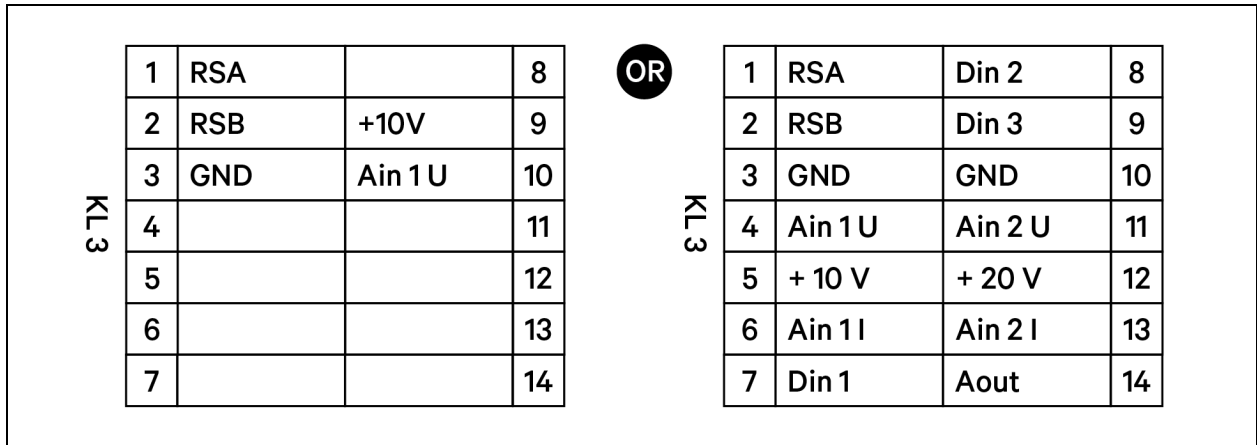 KL 3
1 RSA 8
2 RSB +10V 9
3 GND Ain 1 U 10
4 11
5 12
6 13
7 14
OR
KL 3
1 RSA Din 2 8
2 RSB Din 3 9
3 GND GND 10
4 Ain 1 U Ain 2 U 11
5 + 10 V + 20 V 12
6 Ain 1 I Ain 2 I 13
7 Din 1 Aout 14